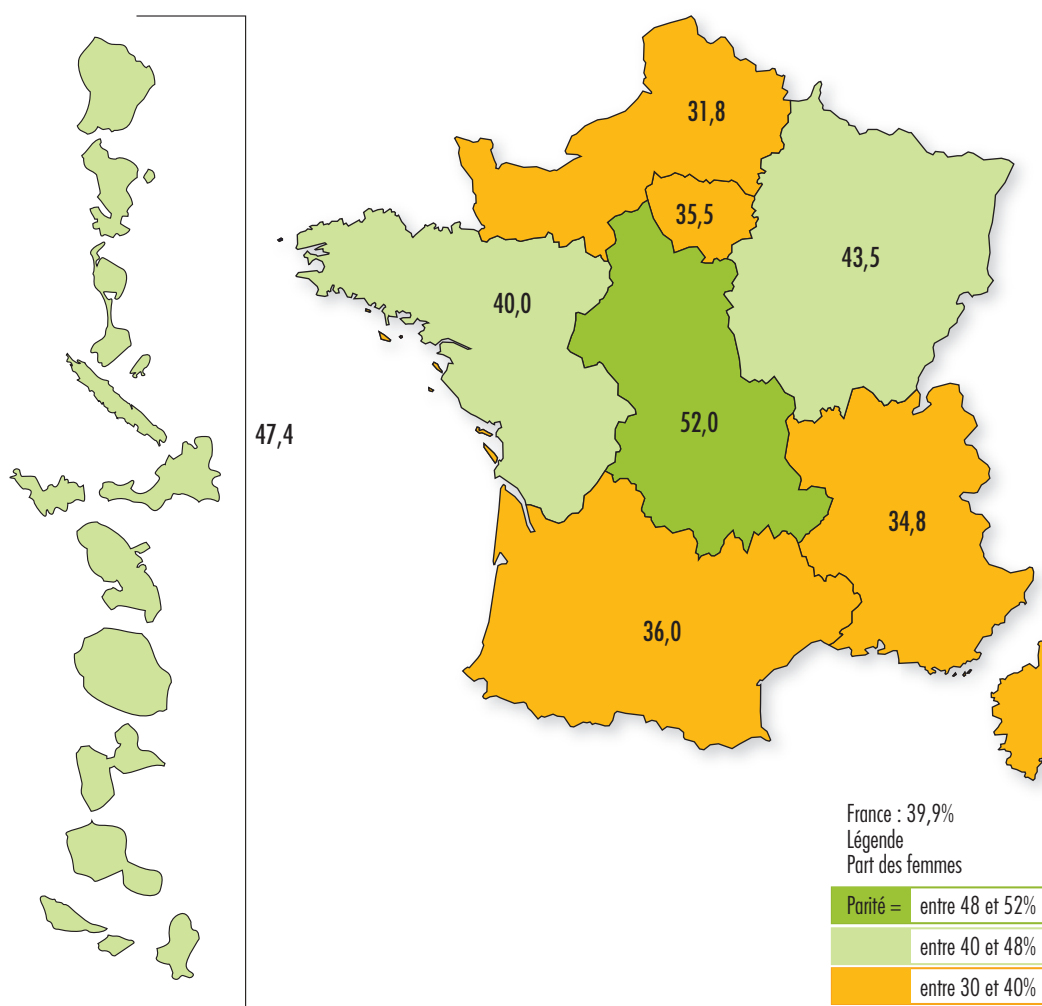 31,8
35,5
43,5
40,0
52,0
47,4
34,8
36,0
France : 39,9%
Légende
Part des femmes
Parité = entre 48 et 52%
entre 40 et 48%
entre 30 et 40%